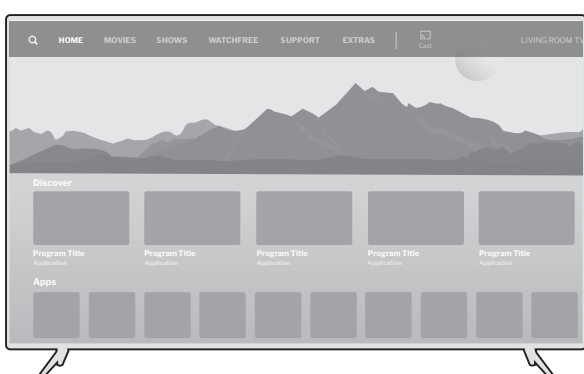 HOME MOVIES SHOWS WATCHFREE SUPPORT EXTRAS Cast LIVING ROOM TV
Discover
Program Title Program Title Program Title Program Title Program Title
Application Application Application Application Application
Apps